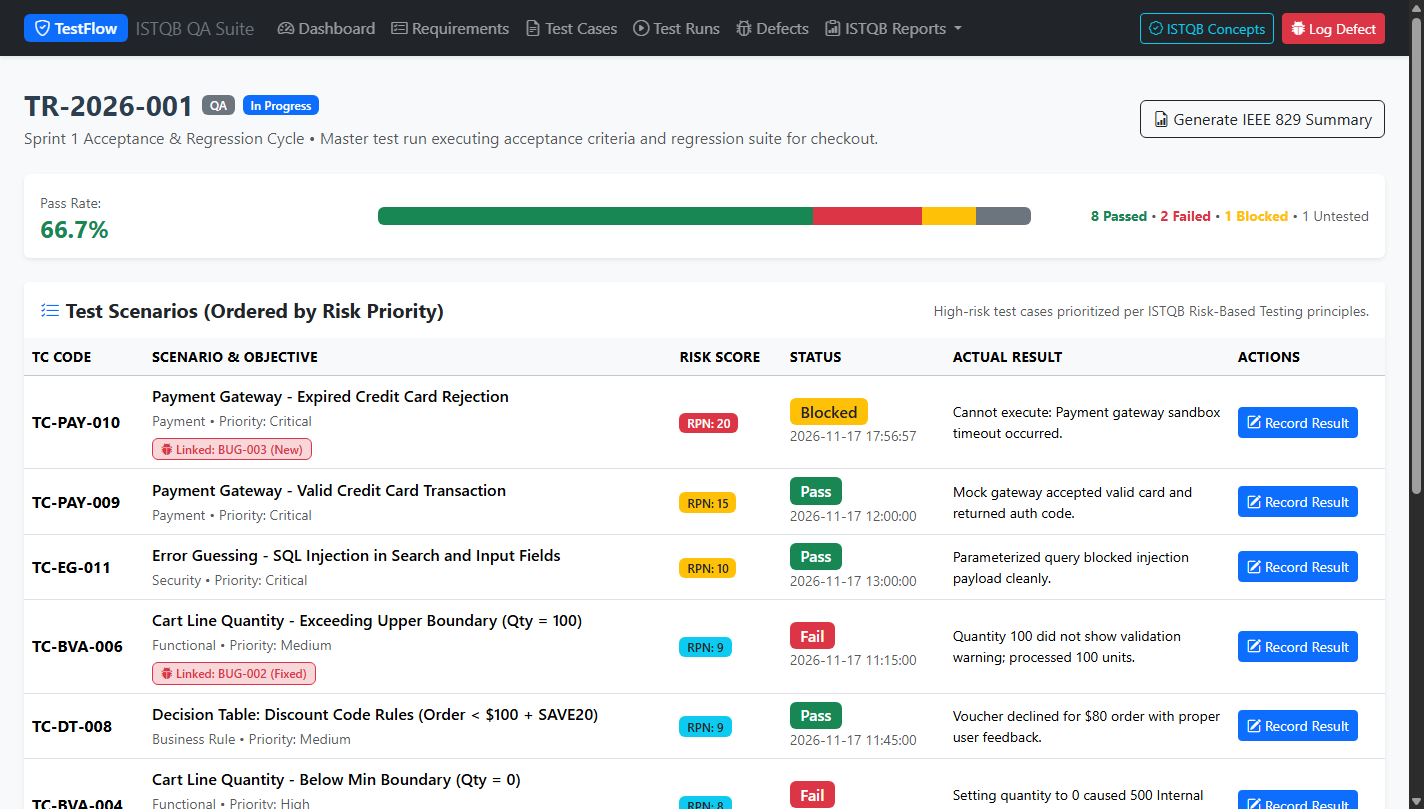 TestFlow ISTQB QA Suite Dashboard Requirements Test Cases Test Runs Defects ISTQB Reports ISTQB Concepts Log Defect
TR-2026-001 QA In Progress
Generate IEEE 829 Summary
Sprint 1 Acceptance & Regression Cycle • Master test run executing acceptance criteria and regression suite for checkout.
Pass Rate:
66.7%
8 Passed • 2 Failed • 1 Blocked • 1 Untested
Test Scenarios (Ordered by Risk Priority)
High-risk test cases prioritized per ISTQB Risk-Based Testing principles.
TC CODE SCENARIO & OBJECTIVE RISK SCORE STATUS ACTUAL RESULT ACTIONS
TC-PAY-010
Payment Gateway - Expired Credit Card Rejection
Payment • Priority: Critical
Linked: BUG-003 (New)
RPN: 20
Blocked
2026-11-17 17:56:57
Cannot execute: Payment gateway sandbox
timeout occurred.
Record Result
TC-PAY-009
Payment Gateway - Valid Credit Card Transaction
Payment • Priority: Critical
RPN: 15
Pass
2026-11-17 12:00:00
Mock gateway accepted valid card and
returned auth code.
Record Result
TC-EG-011
Error Guessing - SQL Injection in Search and Input Fields
Security • Priority: Critical
RPN: 10
Pass
2026-11-17 13:00:00
Parameterized query blocked injection
payload cleanly.
Record Result
TC-BVA-006
Cart Line Quantity - Exceeding Upper Boundary (Qty = 100)
Functional • Priority: Medium
Linked: BUG-002 (Fixed)
RPN: 9
Fail
2026-11-17 11:15:00
Quantity 100 did not show validation
warning; processed 100 units.
Record Result
TC-DT-008
Decision Table: Discount Code Rules (Order < $100 + SAVE20)
Business Rule • Priority: Medium
RPN: 9
Pass
2026-11-17 11:45:00
Voucher declined for $80 order with proper
user feedback.
Record Result
TC-BVA-004
Cart Line Quantity - Below Min Boundary (Qty = 0)
Functional • Priority: High
RPN: 8
Fail
Setting quantity to 0 caused 500 Internal
Record Result